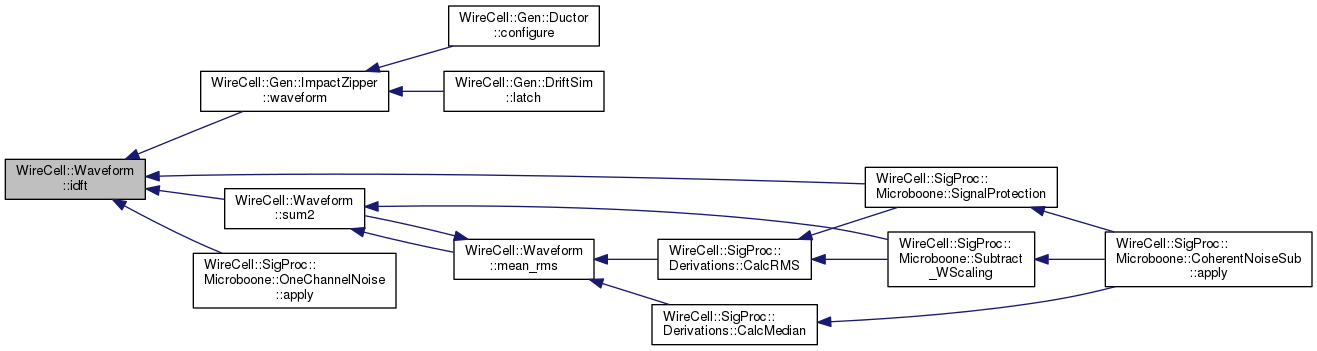 WireCell::Gen::Ductor
::configure
WireCell::Gen::ImpactZipper
::waveform
WireCell::Gen::DriftSim
::latch
WireCell::Waveform
::idft
WireCell::SigProc::
Microboone::SignalProtection
WireCell::Waveform
::sum2
WireCell::SigProc::
Microboone::OneChannelNoise
::apply
WireCell::Waveform
::mean_rms
WireCell::SigProc::
Derivations::CalcRMS
WireCell::SigProc::
Microboone::Subtract
_WScaling
WireCell::SigProc::
Microboone::CoherentNoiseSub
::apply
WireCell::SigProc::
Derivations::CalcMedian